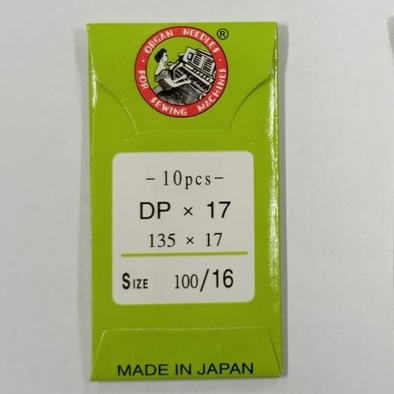 ORGAN NEEDLES
FOR SEWING MACHINES
®
-10pcs-
DP × 17
135 × 17
SIZE 100/16
MADE IN JAPAN